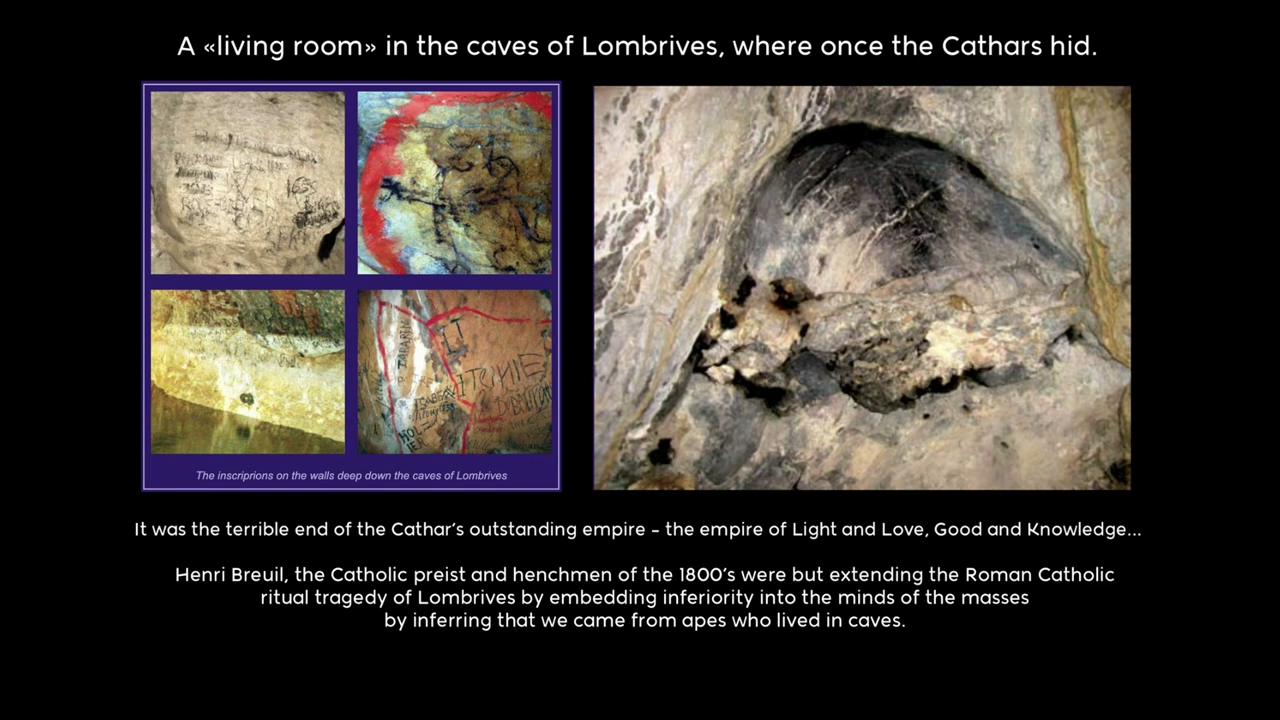 A «living room» in the caves of Lombrives, where once the Cathars hid.
1655
The inscriprions on the walls deep down the caves of Lombrives
It was the terrible end of the Cathar's outstanding empire – the empire of Light and Love, Good and Knowledge...
Henri Breuil, the Catholic preist and henchmen of the 1800's were but extending the Roman Catholic
ritual tragedy of Lombrives by embedding inferiority into the minds of the masses
by inferring that we came from apes who lived in caves.